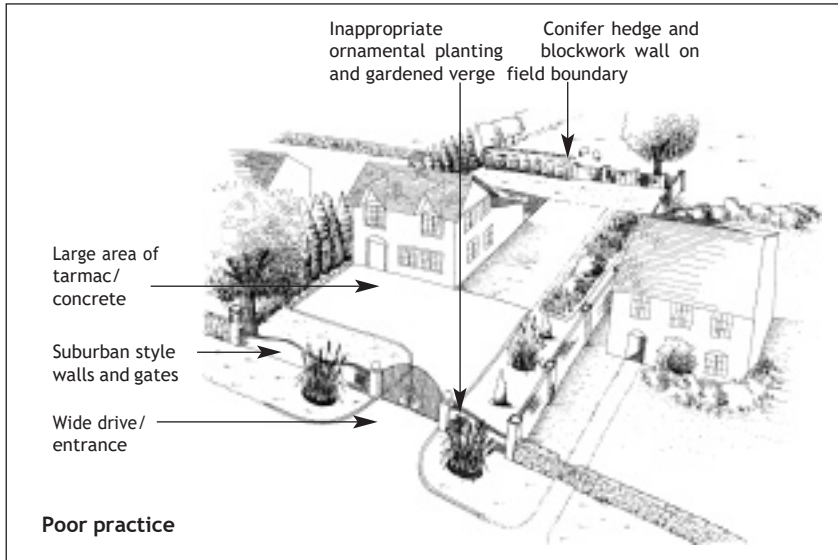 Inappropriate
ornamental planting
and gardened verge
Conifer hedge and
blockwork wall on
field boundary
Large area of
tarmac/
concrete
Suburban style
walls and gates
Wide drive/
entrance
Poor practice